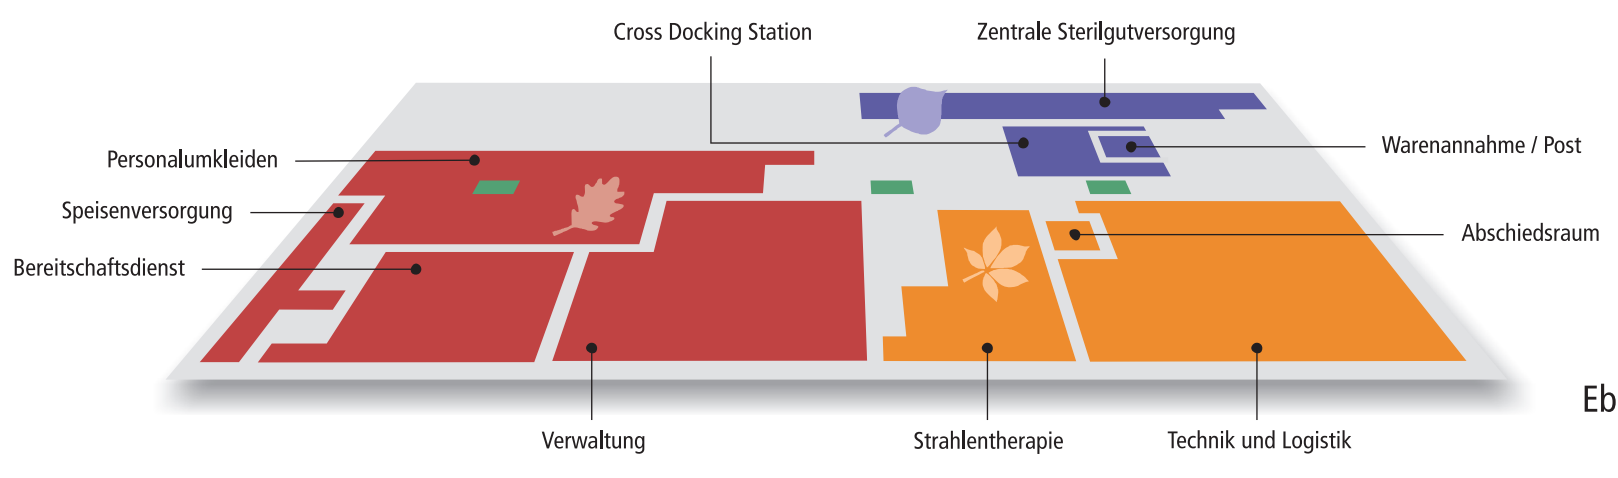 Cross Docking Station
Zentrale Sterilgutversorgung
Personalumkleiden
Warenannahme / Post
Speisenversorgung
Abschiedsraum
Bereitschaftsdienst
Eb
Verwaltung
Strahlentherapie
Technik und Logistik